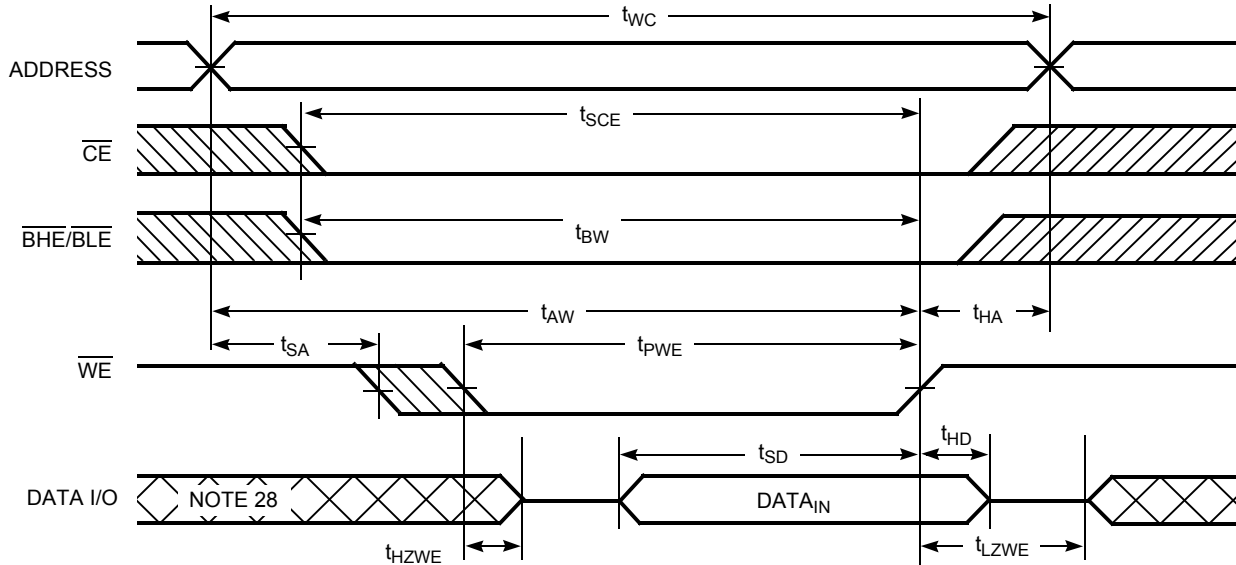 tWC
ADDRESS
tSCE
CE
BHE/BLE
tBW
tAW
tHA
tSA
tPWE
WE
tHD
tSD
DATA I/O
NOTE 28
DATAIN
tHZWE
tLZWE